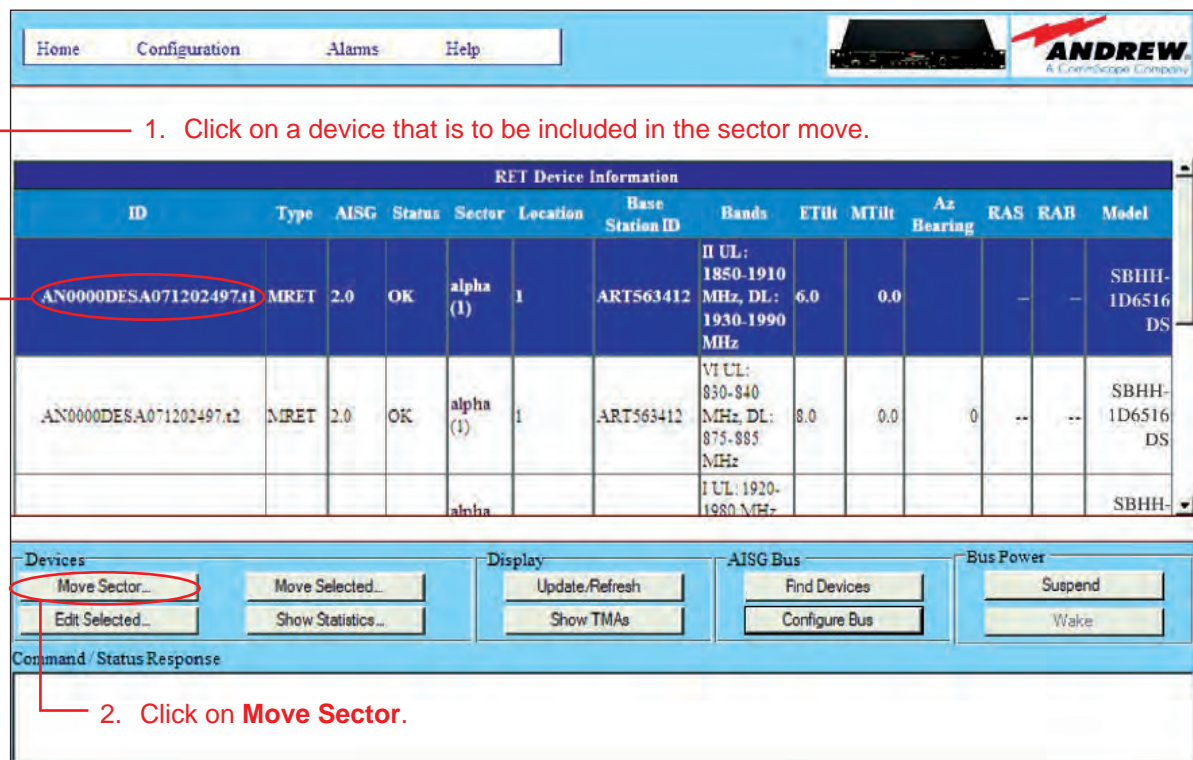 Home Configuration Alarms Help
ANDREW.
A CommScope Company
1. Click on a device that is to be included in the sector move.
RET Device Information
ID Type AISG Status Sector Location Base Station ID Bands ETilt MTilt Az Bearing RAS RAB Model
AN0000DESA071202497.t1 MRET 2.0 OK alpha (1) 1 ART563412 II UL: 1850-1910 MHz, DL: 1930-1990 MHz 6.0 0.0 -- -- SBHH-1D6516 DS
AN0000DESA071202497.t2 MRET 2.0 OK alpha (1) 1 ART563412 VI UL: 830-840 MHz, DL: 875-885 MHz 8.0 0.0 0 -- -- SBHH-1D6516 DS
alpha I UL: 1920-1980 MHz SBHH-
Devices Display AISG Bus Bus Power
Move Sector... Move Selected... Update/Refresh Find Devices Suspend
Edit Selected... Show Statistics... Show TMAs Configure Bus Wake
Command / Status Response
2. Click on Move Sector.